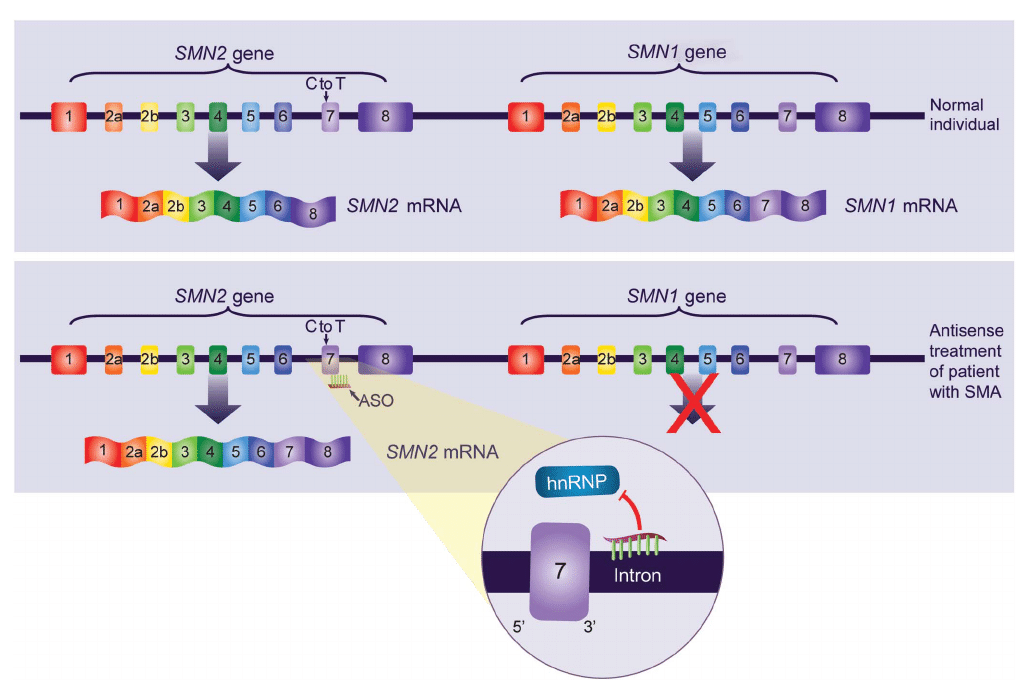 SMN2 gene
SMN1 gene
C to T
1 2a 2b 3 4 5 6 7 8
1 2a 2b 3 4 5 6 7 8
Normal
individual
1 2a 2b 3 4 5 6 8
SMN2 mRNA
1 2a 2b 3 4 5 6 7 8
SMN1 mRNA
SMN2 gene
SMN1 gene
C to T
1 2a 2b 3 4 5 6 7 8
1 2a 2b 3 4 5 6 7 8
Antisense
treatment
of patient
with SMA
ASO
1 2a 2b 3 4 5 6 7 8
SMN2 mRNA
hnRNP
7
Intron
5’
3’